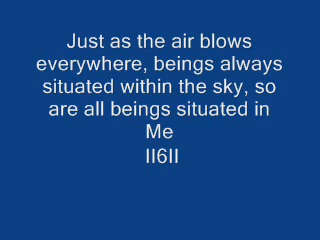 Just as the air blows
everywhere, beings always
situated within the sky, so
are all beings situated in
Me
II6II